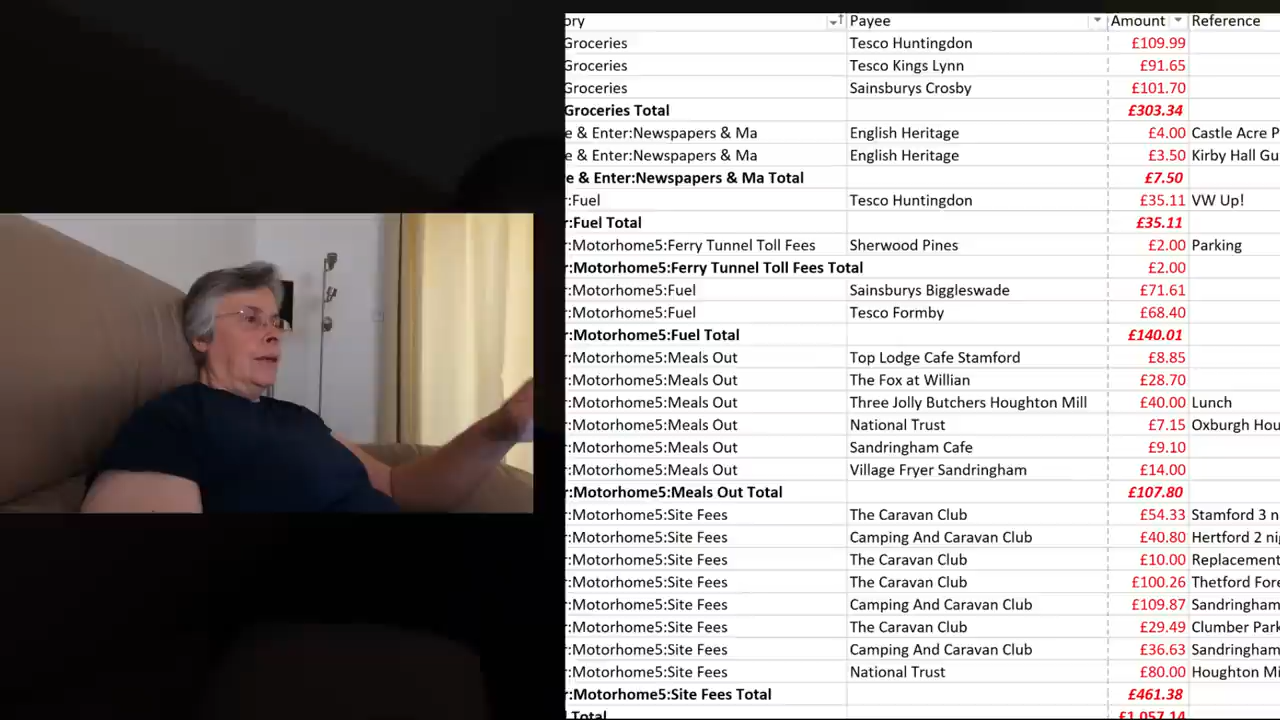 ory Payee Amount Reference
Groceries Tesco Huntingdon £109.99
Groceries Tesco Kings Lynn £91.65
Groceries Sainsburys Crosby £101.70
Groceries Total £303.34
e & Enter:Newspapers & Ma English Heritage £4.00 Castle Acre P
e & Enter:Newspapers & Ma English Heritage £3.50 Kirby Hall Gu
e & Enter:Newspapers & Ma Total £7.50
r:Fuel Tesco Huntingdon £35.11 VW Up!
r:Fuel Total £35.11
r:Motorhome5:Ferry Tunnel Toll Fees Sherwood Pines £2.00 Parking
r:Motorhome5:Ferry Tunnel Toll Fees Total £2.00
r:Motorhome5:Fuel Sainsburys Biggleswade £71.61
r:Motorhome5:Fuel Tesco Formby £68.40
r:Motorhome5:Fuel Total £140.01
r:Motorhome5:Meals Out Top Lodge Cafe Stamford £8.85
r:Motorhome5:Meals Out The Fox at Willian £28.70
r:Motorhome5:Meals Out Three Jolly Butchers Houghton Mill £40.00 Lunch
r:Motorhome5:Meals Out National Trust £7.15 Oxburgh Hou
r:Motorhome5:Meals Out Sandringham Cafe £9.10
r:Motorhome5:Meals Out Village Fryer Sandringham £14.00
r:Motorhome5:Meals Out Total £107.80
r:Motorhome5:Site Fees The Caravan Club £54.33 Stamford 3 n
r:Motorhome5:Site Fees Camping And Caravan Club £40.80 Hertford 2 ni
r:Motorhome5:Site Fees The Caravan Club £10.00 Replacement
r:Motorhome5:Site Fees The Caravan Club £100.26 Thetford Fore
r:Motorhome5:Site Fees Camping And Caravan Club £109.87 Sandringham
r:Motorhome5:Site Fees The Caravan Club £29.49 Clumber Park
r:Motorhome5:Site Fees Camping And Caravan Club £36.63 Sandringham
r:Motorhome5:Site Fees National Trust £80.00 Houghton Mi
r:Motorhome5:Site Fees Total £461.38
l Total £1,057.14